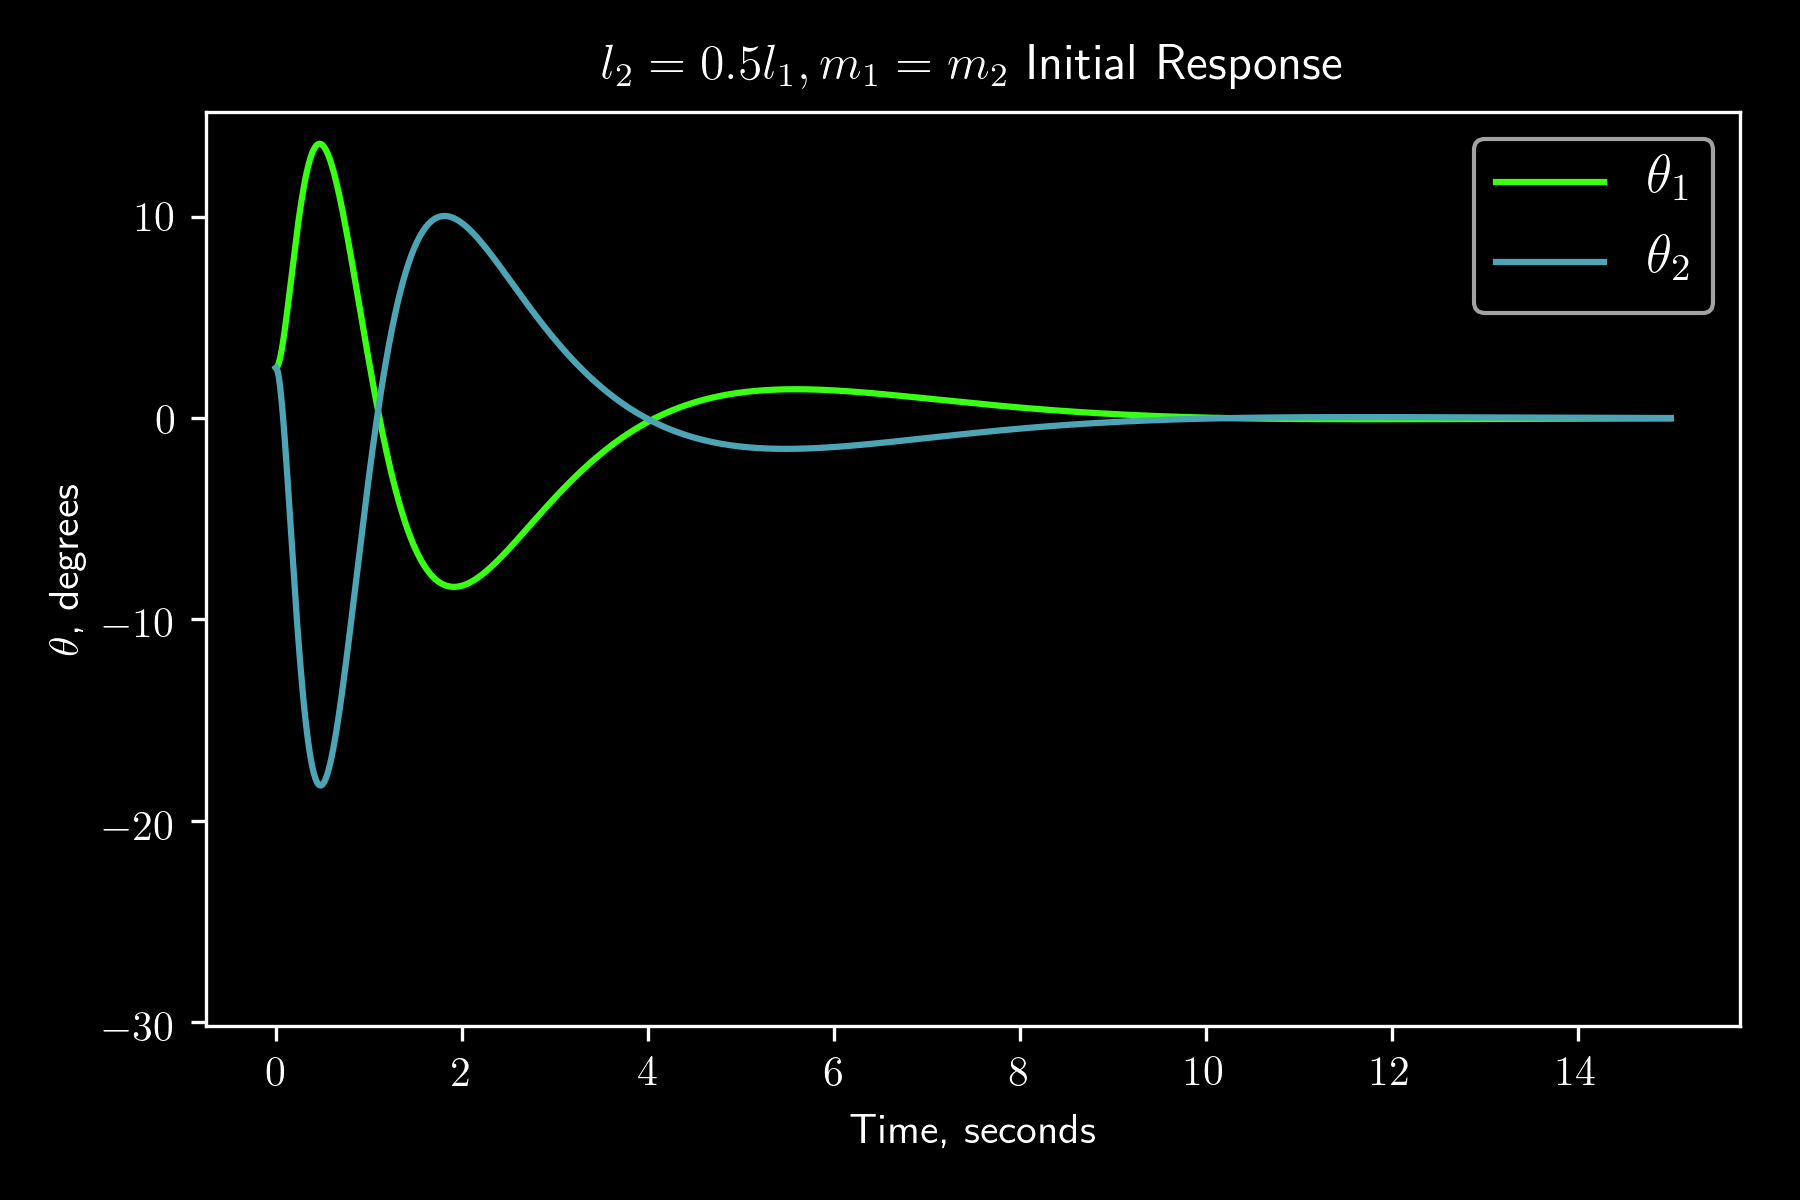 l₂ = 0.5l₁, m₁ = m₂ Initial Response
θ₁
θ₂
10
0
−10
−20
−30
θ, degrees
0 2 4 6 8 10 12 14
Time, seconds